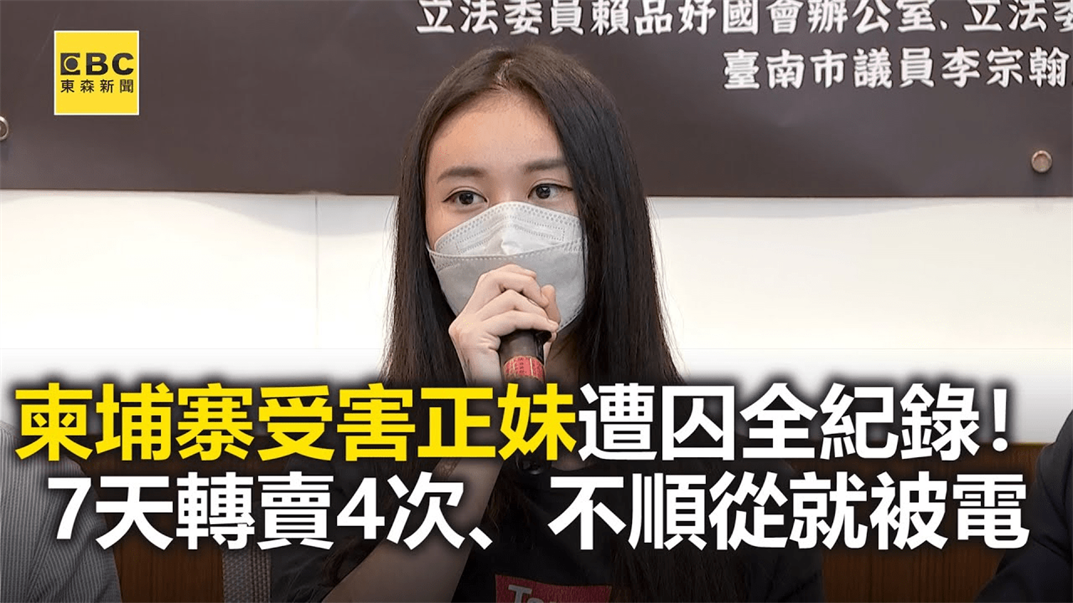 立法委員賴品妤國會辦公室、立法委
臺南市議員李宗翰
EBC
東森新聞
柬埔寨受害正妹遭囚全紀錄!
7天轉賣4次、不順從就被電